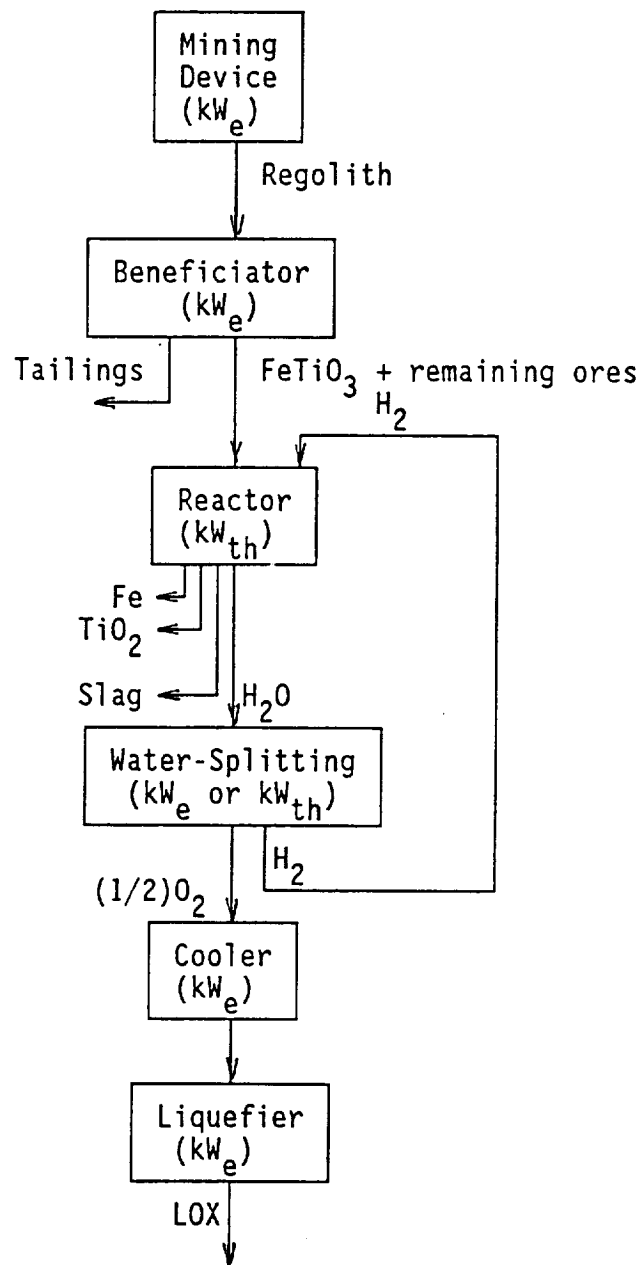 Mining
Device
(kWₑ)
Regolith
Beneficiator
(kWₑ)
Tailings
FeTiO₃ + remaining ores
H₂
Reactor
(kWₜₕ)
Fe
TiO₂
Slag
H₂O
Water-Splitting
(kWₑ or kWₜₕ)
H₂
(1/2)O₂
Cooler
(kWₑ)
Liquefier
(kWₑ)
LOX